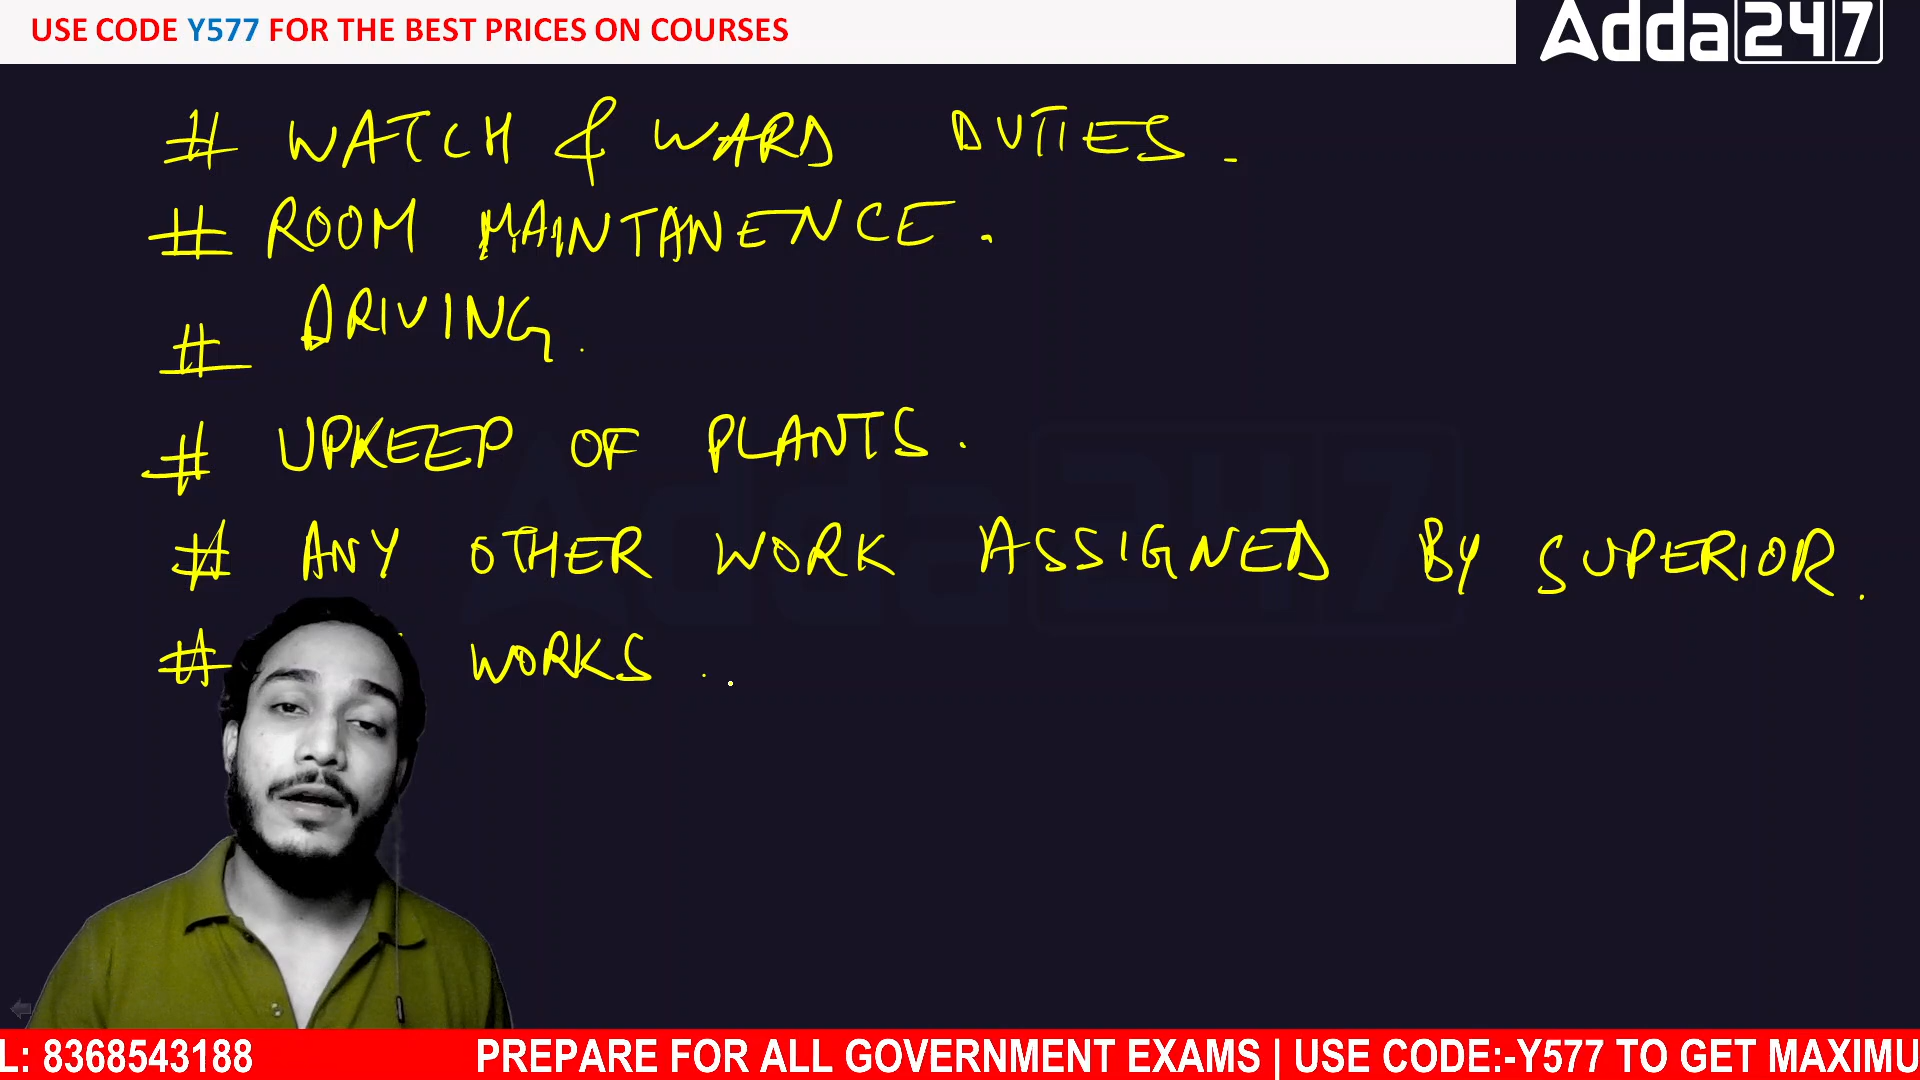 USE CODE Y577 FOR THE BEST PRICES ON COURSES
Adda247
# WATCH & WARD DUTIES.
# ROOM MAINTANENCE.
# DRIVING.
# UPKEEP OF PLANTS.
# ANY OTHER WORK ASSIGNED BY SUPERIOR.
# WORKS ..
Adda247
L: 8368543188 PREPARE FOR ALL GOVERNMENT EXAMS | USE CODE:-Y577 TO GET MAXIMU